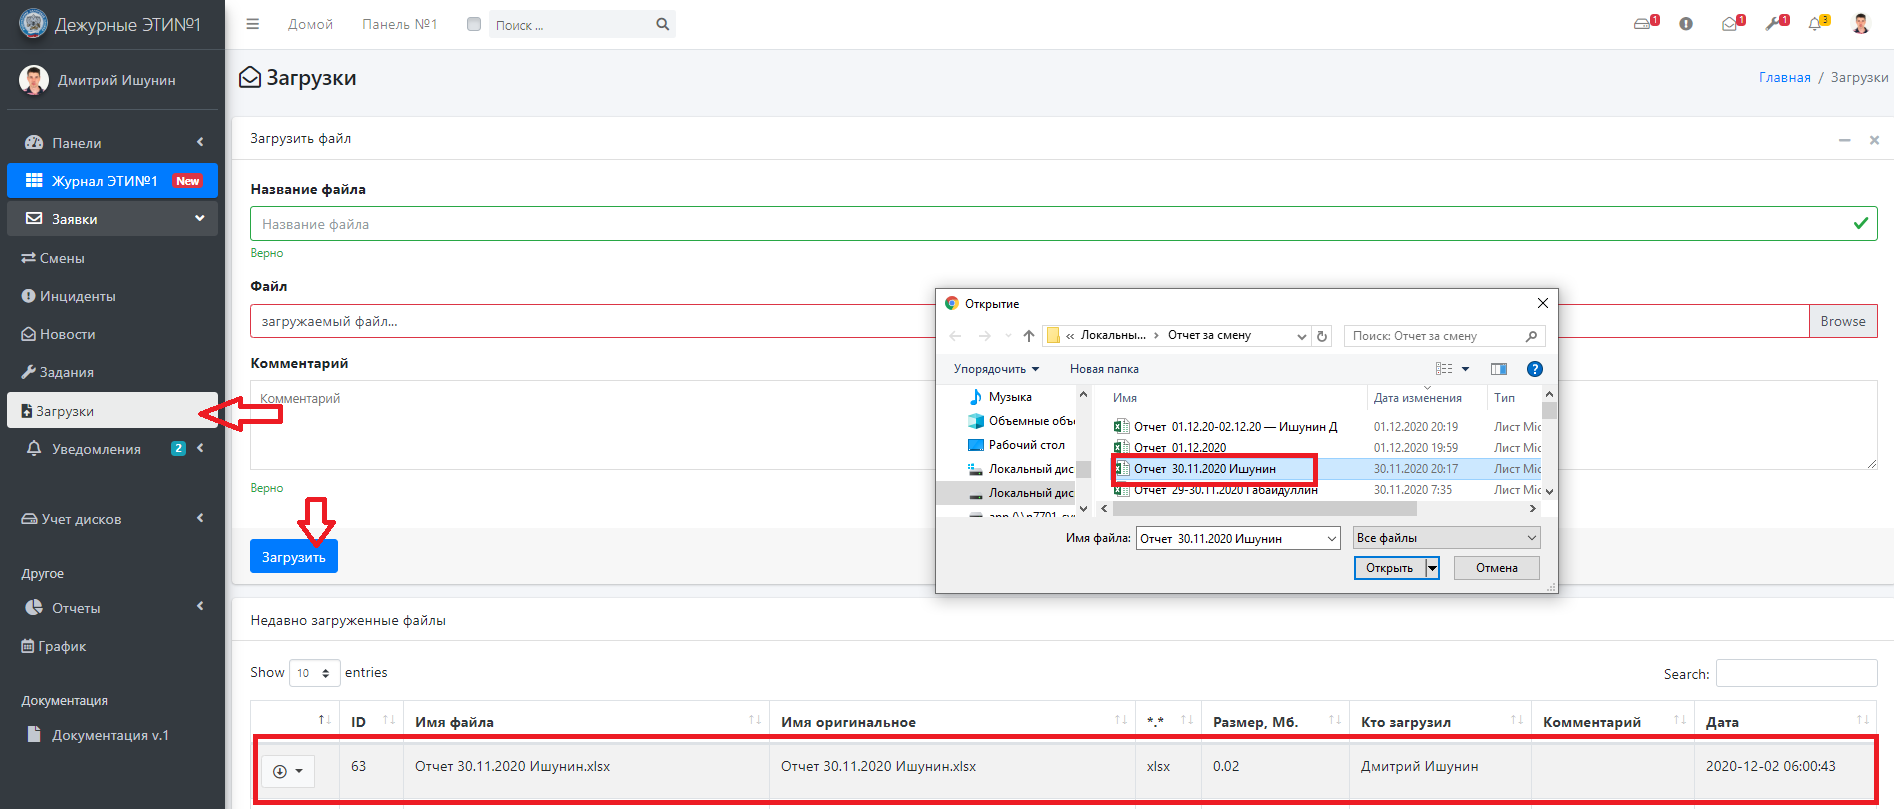 Дежурные ЭТИ№1
Домой
Панель №1
Поиск ...
1
1
1
3
Дмитрий Ишунин
Загрузки
Главная / Загрузки
Панели
Журнал ЭТИ№1 New
Заявки
Смены
Инциденты
Новости
Задания
Загрузки
Уведомления 2
Учет дисков
Другое
Отчеты
График
Документация
Документация v.1
Загрузить файл
Название файла
Название файла
Верно
Файл
загружаемый файл...
Browse
Комментарий
Комментарий
Верно
Загрузить
Открытие
« Локальны... › Отчет за смену
Поиск: Отчет за смену
Упорядочить
Новая папка
Музыка
Объемные объе
Рабочий стол
Локальный дис
Локальный дис
Имя Дата изменения Тип
Отчет 01.12.20-02.12.20 — Ишунин Д 01.12.2020 20:19 Лист Mic
Отчет 01.12.2020 01.12.2020 19:59 Лист Mic
Отчет 30.11.2020 Ишунин 30.11.2020 20:17 Лист Mic
Отчет 29-30.11.2020 Габайдуллин 30.11.2020 7:35 Лист Mic
Имя файла: Отчет 30.11.2020 Ишунин
Все файлы
Открыть
Отмена
Недавно загруженные файлы
Show 10 entries
Search:
ID Имя файла Имя оригинальное *.* Размер, Мб. Кто загрузил Комментарий Дата
63 Отчет 30.11.2020 Ишунин.xlsx Отчет 30.11.2020 Ишунин.xlsx xlsx 0.02 Дмитрий Ишунин 2020-12-02 06:00:43